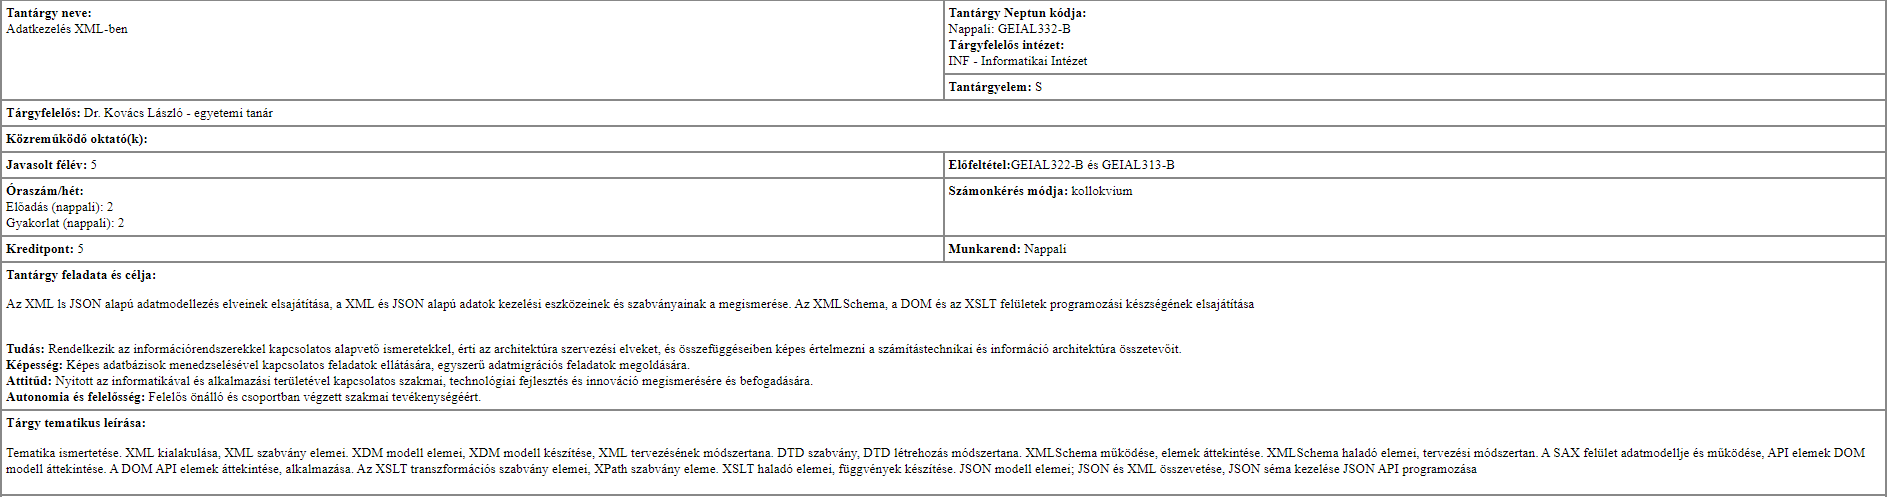 Tantárgy neve:
Adatkezelés XML-ben
Tantárgy Neptun kódja:
Nappali: GEIAL332-B
Tárgyfelelős intézet:
INF - Informatikai Intézet
Tantárgyelem: S
Tárgyfelelős: Dr. Kovács László - egyetemi tanár
Közreműködő oktató(k):
Javasolt félév: 5
Előfeltétel:GEIAL322-B és GEIAL313-B
Óraszám/hét:
Előadás (nappali): 2
Gyakorlat (nappali): 2
Számonkérés módja: kollokvium
Kreditpont: 5
Munkarend: Nappali
Tantárgy feladata és célja:
Az XML ls JSON alapú adatmodellezés elveinek elsajátítása, a XML és JSON alapú adatok kezelési eszközeinek és szabványainak a megismerése. Az XMLSchema, a DOM és az XSLT felületek programozási készségének elsajátítása
Tudás: Rendelkezik az információrendszerekkel kapcsolatos alapvető ismeretekkel, érti az architektúra szervezési elveket, és összefüggéseiben képes értelmezni a számítástechnikai és információ architektúra összetevőit.
Képesség: Képes adatbázisok menedzselésével kapcsolatos feladatok ellátására, egyszerű adatmigrációs feladatok megoldására.
Attitűd: Nyitott az informatikával és alkalmazási területével kapcsolatos szakmai, technológiai fejlesztés és innováció megismerésére és befogadására.
Autonomia és felelősség: Felelős önálló és csoportban végzett szakmai tevékenységéért.
Tárgy tematikus leírása:
Tematika ismertetése. XML kialakulása, XML szabvány elemei. XDM modell elemei, XDM modell készítése, XML tervezésének módszertana. DTD szabvány, DTD létrehozás módszertana. XMLSchema működése, elemek áttekintése. XMLSchema haladó elemei, tervezési módszertan. A SAX felület adatmodellje és működése, API elemek DOM
modell áttekintése. A DOM API elemek áttekintése, alkalmazása. Az XSLT transzformációs szabvány elemei, XPath szabvány eleme. XSLT haladó elemei, függvények készítése. JSON modell elemei; JSON és XML összevetése, JSON séma kezelése JSON API programozása